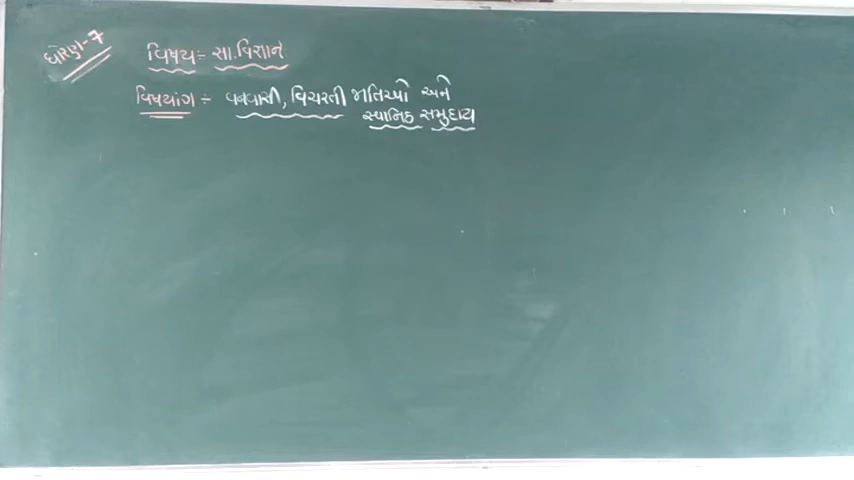 ધોરણ-7
વિષય:- સા.વિજ્ઞાન
વિષયાંગ :- વનવાસી, વિચરતી જાતિઓ અને
સ્થાનિક સમુદાય